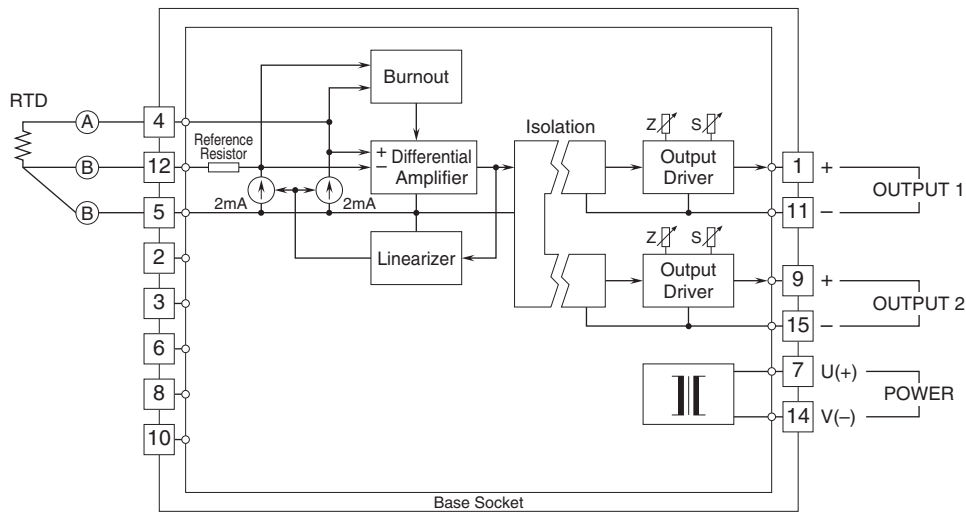 RTD
A
B
B
4
12
5
2
3
6
8
10
Reference
Resistor
2mA
2mA
Burnout
+
−
Differential
Amplifier
Linearizer
Isolation
Z
S
Output
Driver
Z
S
Output
Driver
1
+
11
−
OUTPUT 1
9
+
15
−
OUTPUT 2
7
U(+)
14
V(−)
POWER
Base Socket